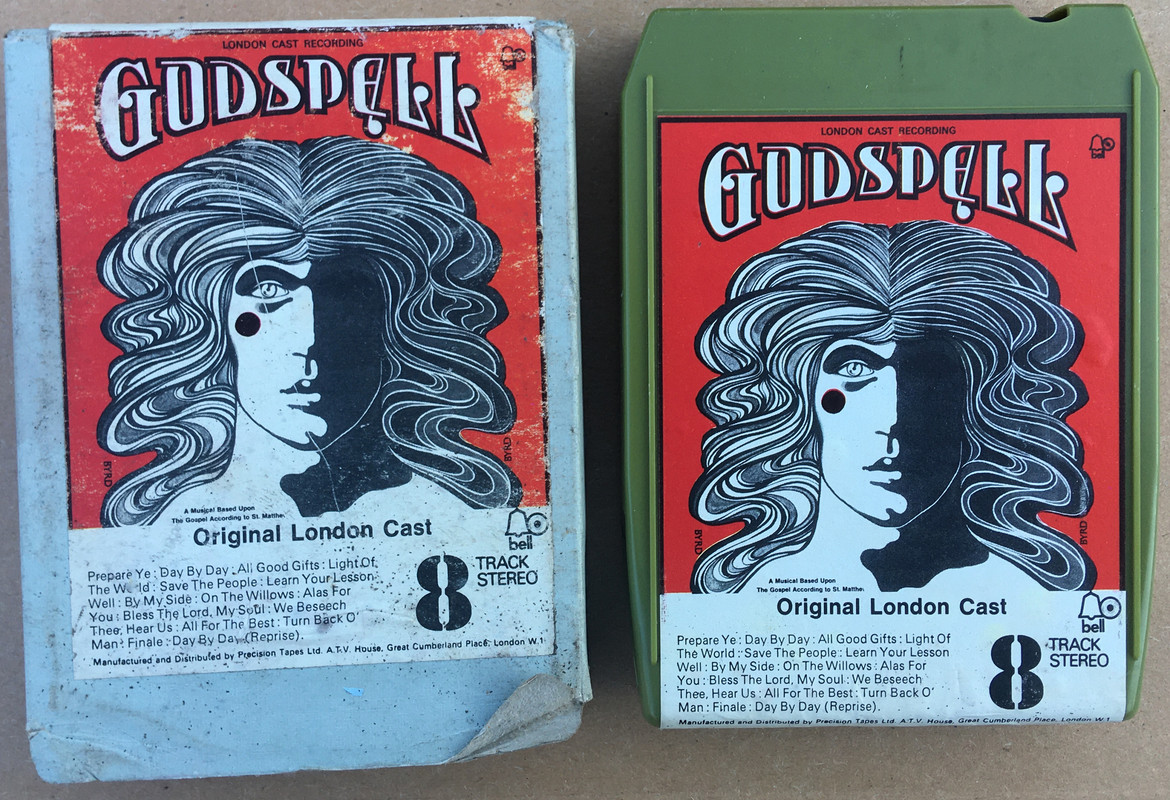 LONDON CAST RECORDING
bell
GODSPELL
BYRD
BYRD
A Musical Based Upon
The Gospel According to St. Matthe
Original London Cast
bell
Prepare Ye : Day By Day : All Good Gifts : Light Of
The W ld : Save The People : Learn Your Lesson
Well : By My Side : On The Willows : Alas For
You : Bless The Lord, My Soul : We Beseech
Thee, Hear Us : All For The Best : Turn Back O'
Man : Finale : Day By Day (Reprise).
8 TRACK
STEREO
Manufactured and Distributed by Precision Tapes Ltd. A.T.V. House, Great Cumberland Place, London W.1
LONDON CAST RECORDING
bell
GODSPELL
BYRD
BYRD
A Musical Based Upon
The Gospel According to St. Matthe
Original London Cast
bell
Prepare Ye : Day By Day : All Good Gifts : Light Of
The World : Save The People : Learn Your Lesson
Well : By My Side : On The Willows : Alas For
You : Bless The Lord, My Soul : We Beseech
Thee, Hear Us : All For The Best : Turn Back O'
Man : Finale : Day By Day (Reprise).
8 TRACK
STEREO
Manufactured and Distributed by Precision Tapes Ltd. A.T.V. House, Great Cumberland Place, London W.1